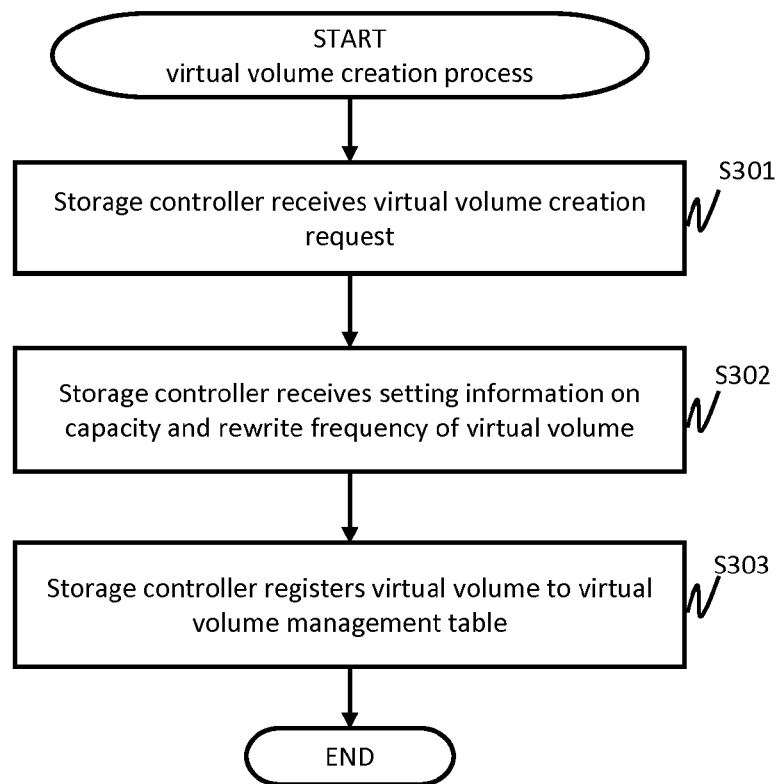 START
virtual volume creation process
S301
Storage controller receives virtual volume creation
request
S302
Storage controller receives setting information on
capacity and rewrite frequency of virtual volume
S303
Storage controller registers virtual volume to virtual
volume management table
END